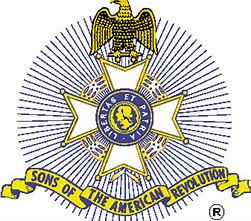 LIBERTAS ET PATRIA
SONS OF THE AMERICAN REVOLUTION
®